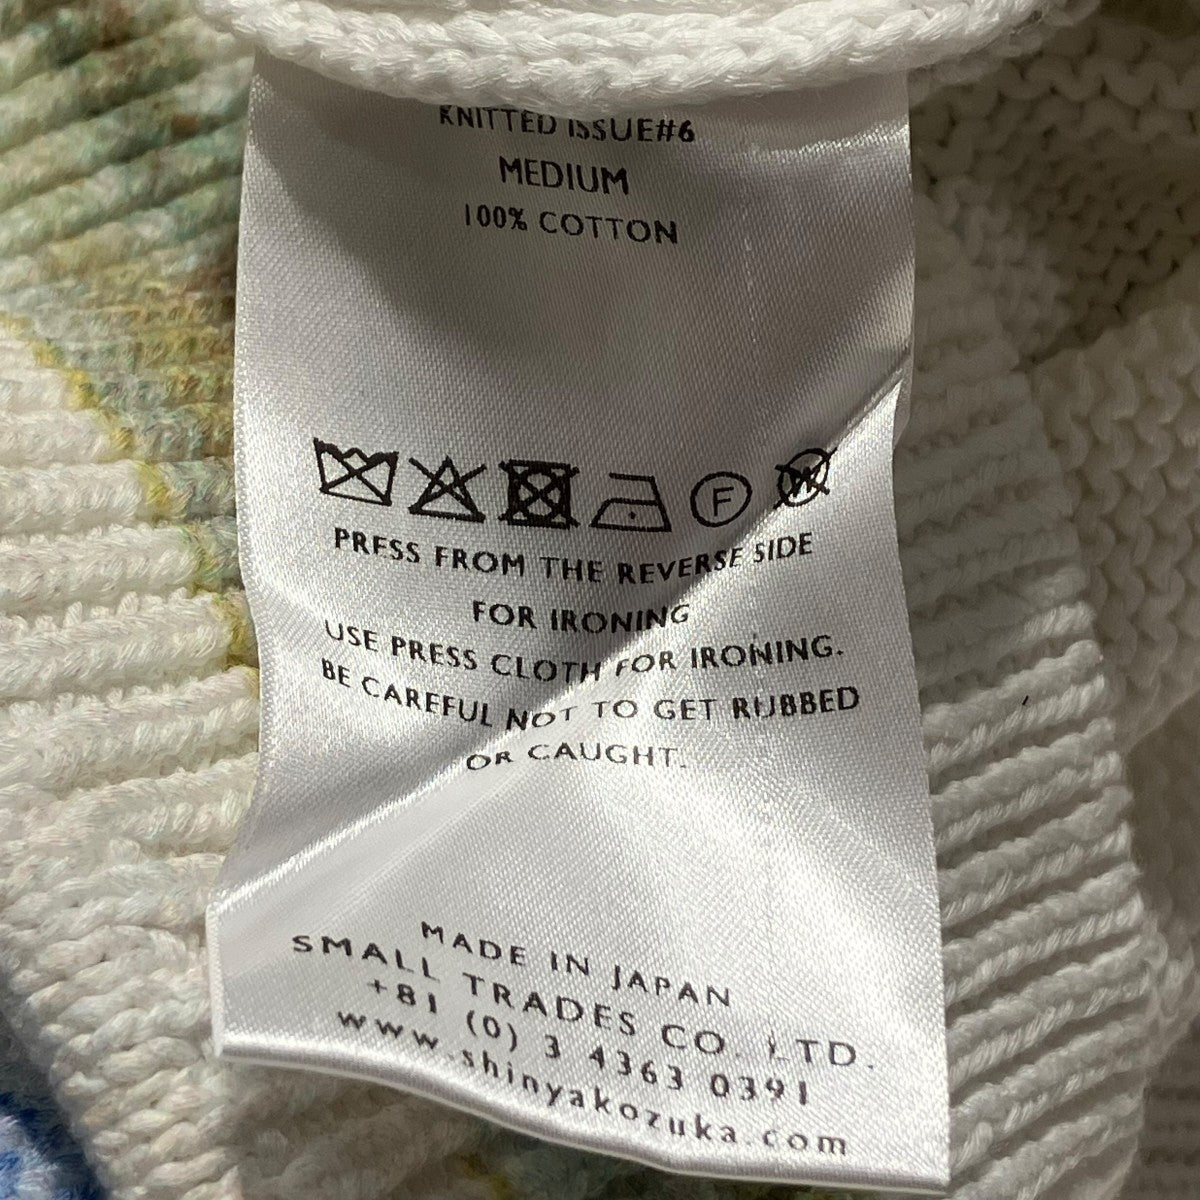 KNITTED ISSUE#6
MEDIUM
100% COTTON
F W
PRESS FROM THE REVERSE SIDE
FOR IRONING
USE PRESS CLOTH FOR IRONING.
BE CAREFUL NOT TO GET RUBBED
OR CAUGHT.
MADE IN JAPAN
SMALL TRADES CO. LTD.
+81 (0) 3 4363 0391
www.shinyakozuka.com